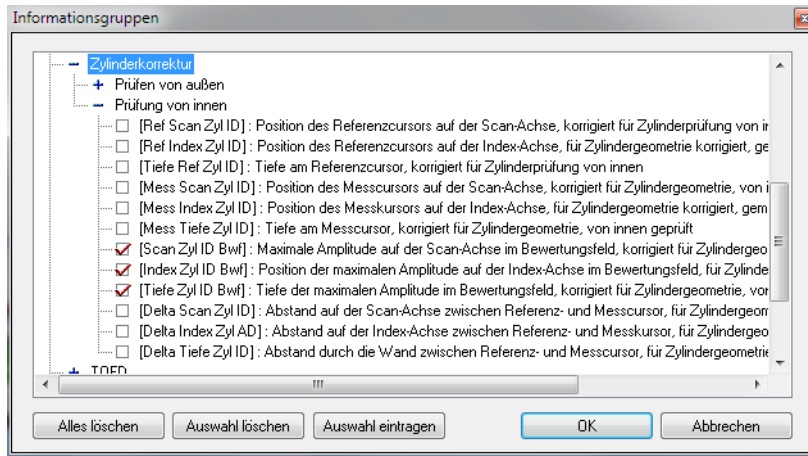 Informationsgruppen
Zylinderkorrektur
Prüfen von außen
Prüfung von innen
[Ref Scan Zyl ID] : Position des Referenzcursors auf der Scan-Achse, korrigiert für Zylinderprüfung von
[Ref Index Zyl ID] : Position des Referenzcursors auf der Index-Achse, für Zylindergeometrie korrigiert, ge
[Tiefe Ref Zyl ID] : Tiefe am Referenzcursor, korrigiert für Zylinderprüfung von innen
[Mess Scan Zyl ID] : Position des Messcursors auf der Scan-Achse, korrigiert für Zylindergeometrie, von i
[Mess Index Zyl ID] : Position des Messkursors auf der Index-Achse, für Zylindergeometrie korrigiert, gem
[Mess Tiefe Zyl ID] : Tiefe am Messcursor, korrigiert für Zylindergeometrie, von innen geprüft
[Scan Zyl ID Bwf] : Maximale Amplitude auf der Scan-Achse im Bewertungsfeld, korrigiert für Zylindergeo
[Index Zyl ID Bwf] : Position der maximalen Amplitude auf der Index-Achse im Bewertungsfeld, für Zylinde
[Tiefe Zyl ID Bwf] : Tiefe der maximalen Amplitude im Bewertungsfeld, korrigiert für Zylindergeometrie, vor
[Delta Scan Zyl ID] : Abstand auf der Scan-Achse zwischen Referenz- und Messcursor, für Zylindergeom
[Delta Index Zyl AD] : Abstand auf der Index-Achse zwischen Referenz- und Messkursor, für Zylindergeo
[Delta Tiefe Zyl ID] : Abstand durch die Wand zwischen Referenz- und Messcursor, für Zylindergeometrie
TOFD
Alles löschen Auswahl löschen Auswahl eintragen OK Abbrechen